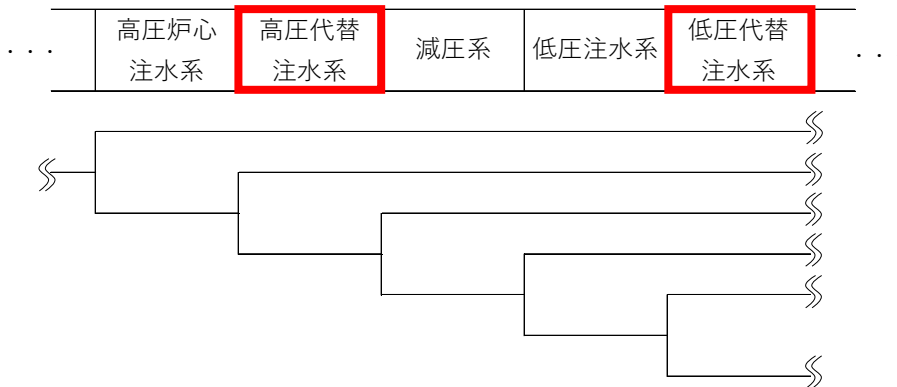 . . .
高圧炉心
注水系
高圧代替
注水系
減圧系
低圧注水系
低圧代替
注水系
. .